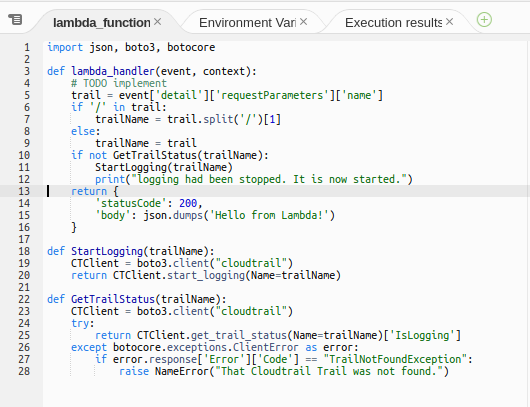 lambda_function × Environment Vari × Execution results ×
1 import json, boto3, botocore
2
3 def lambda_handler(event, context):
4     # TODO implement
5     trail = event['detail']['requestParameters']['name']
6     if '/' in trail:
7         trailName = trail.split('/')[1]
8     else:
9         trailName = trail
10     if not GetTrailStatus(trailName):
11         StartLogging(trailName)
12         print("logging had been stopped. It is now started.")
13     return {
14         'statusCode': 200,
15         'body': json.dumps('Hello from Lambda!')
16     }
17
18 def StartLogging(trailName):
19     CTClient = boto3.client("cloudtrail")
20     return CTClient.start_logging(Name=trailName)
21
22 def GetTrailStatus(trailName):
23     CTClient = boto3.client("cloudtrail")
24     try:
25         return CTClient.get_trail_status(Name=trailName)['IsLogging']
26     except botocore.exceptions.ClientError as error:
27         if error.response['Error']['Code'] == "TrailNotFoundException":
28             raise NameError("That Cloudtrail Trail was not found.")